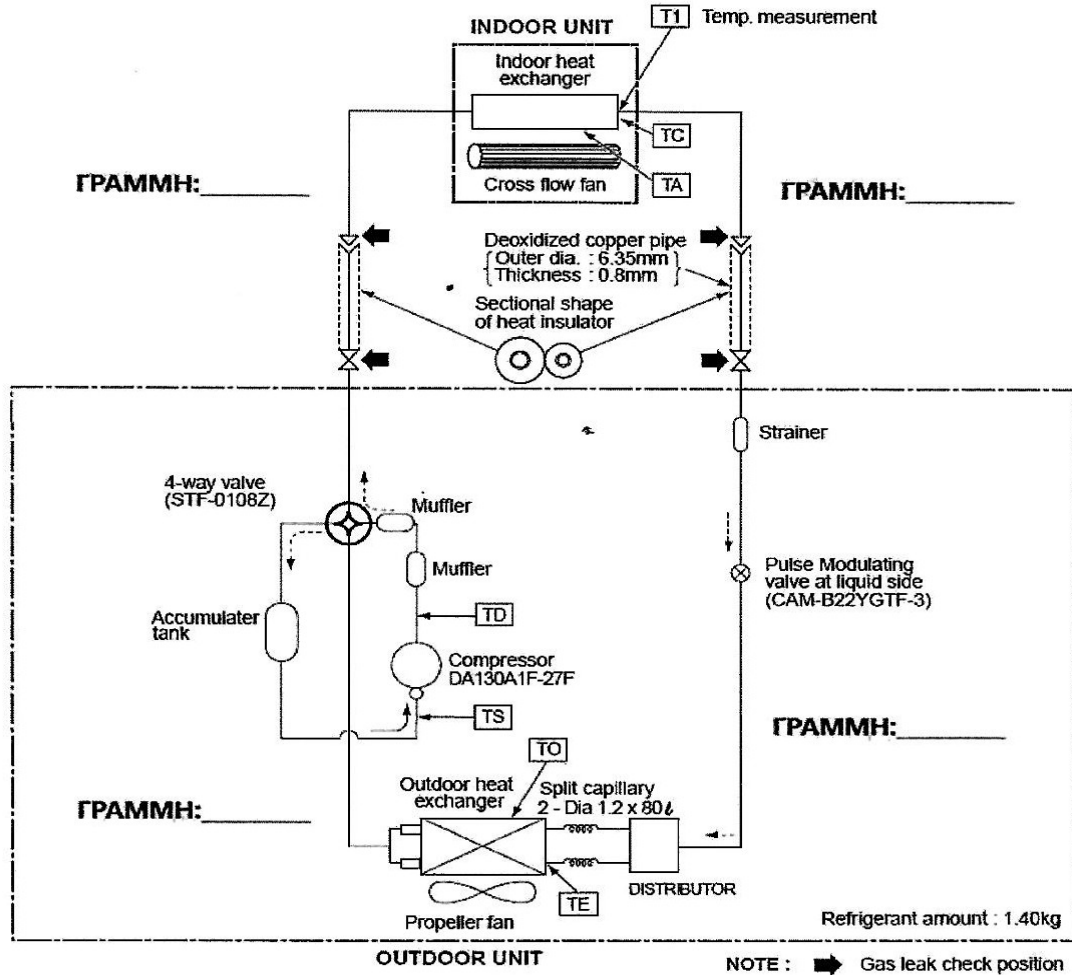 T1 Temp. measurement
INDOOR UNIT
Indoor heat
exchanger
TC
TA
Cross flow fan
ΓΡΑΜΜΗ:________
ΓΡΑΜΜΗ:________
Deoxidized copper pipe
Outer dia. : 6.35mm
Thickness : 0.8mm
Sectional shape
of heat insulator
Strainer
4-way valve
(STF-0108Z)
Muffler
Muffler
Pulse Modulating
valve at liquid side
(CAM-B22YGTF-3)
TD
Accumulater
tank
Compressor
DA130A1F-27F
TS
ΓΡΑΜΜΗ:________
TO
Outdoor heat
exchanger
Split capillary
2 - Dia 1.2 x 80ℓ
ΓΡΑΜΜΗ:________
TE
DISTRIBUTOR
Propeller fan
Refrigerant amount : 1.40kg
OUTDOOR UNIT
NOTE : Gas leak check position